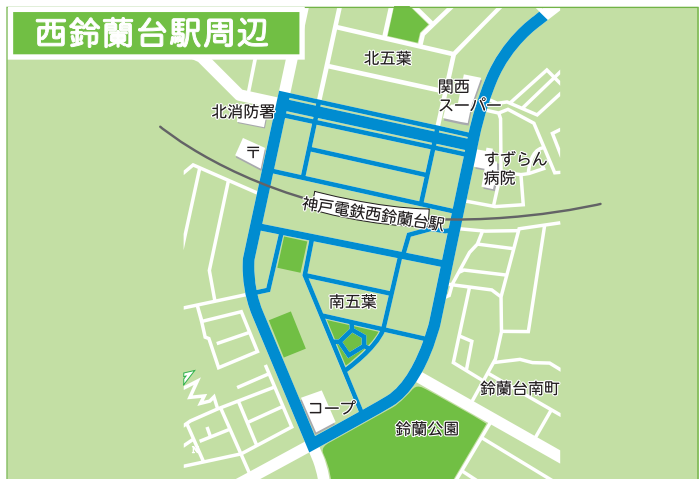 西鈴蘭台駅周辺
北五葉
関西
スーパー
北消防署
〒
すずらん
病院
神戸電鉄西鈴蘭台駅
南五葉
鈴蘭台南町
コープ
鈴蘭公園